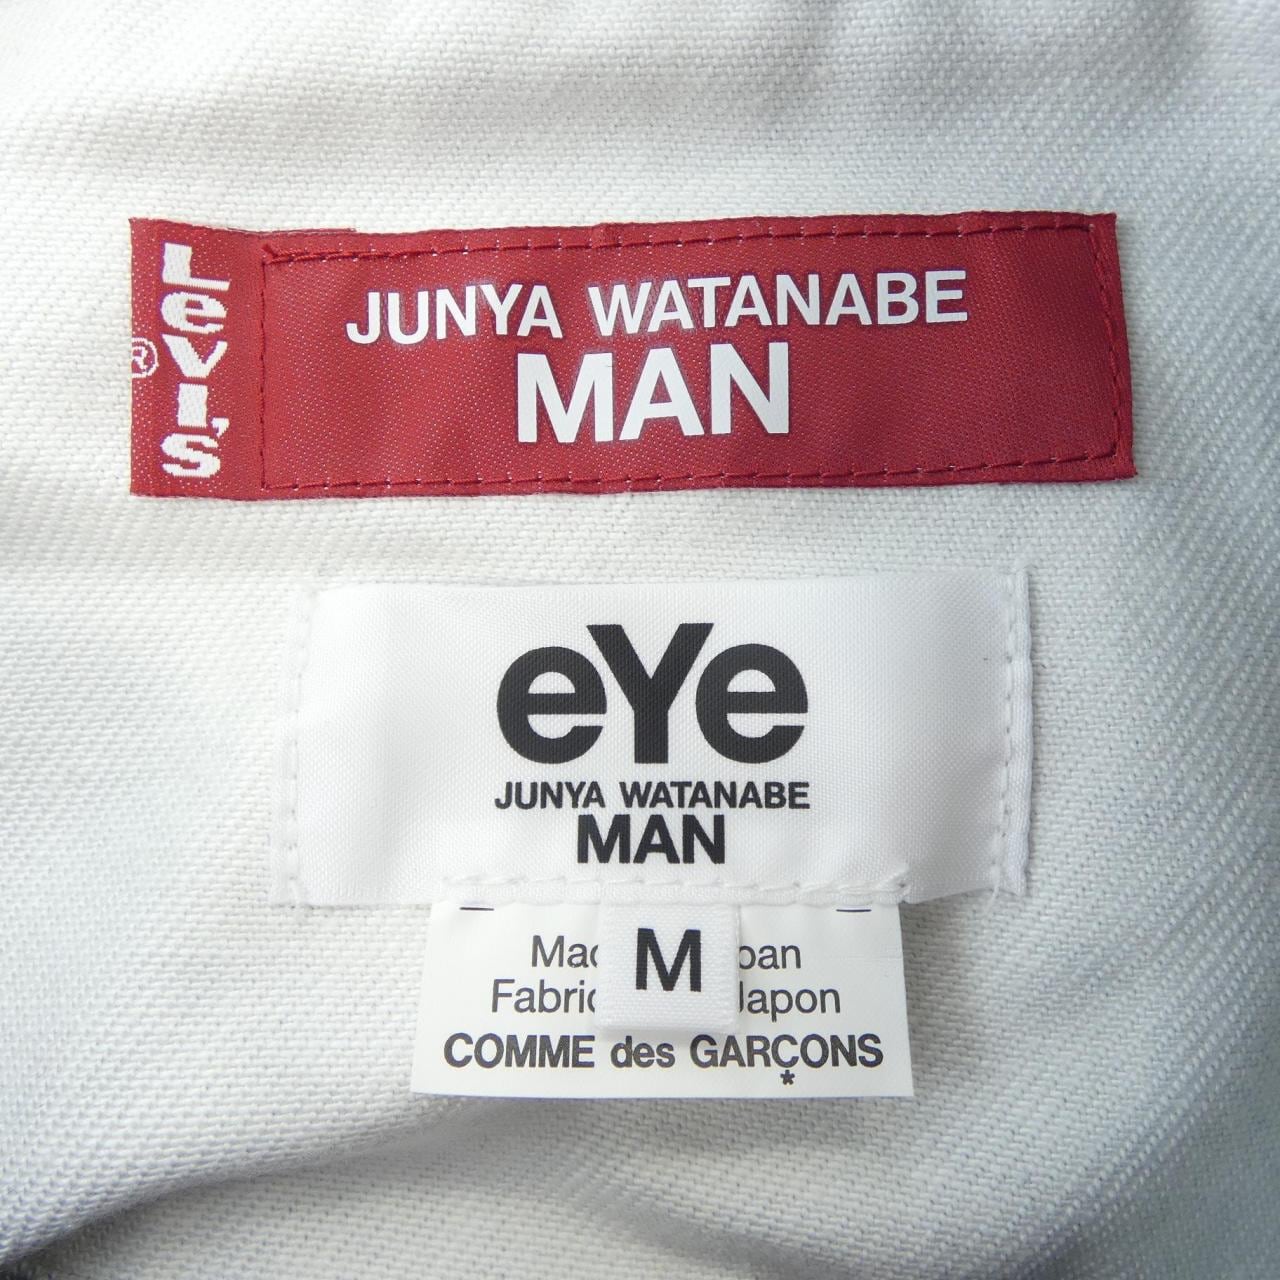 LEVI'S
®
JUNYA WATANABE
MAN
eYe
JUNYA WATANABE
MAN
M
COMME des GARÇONS
*